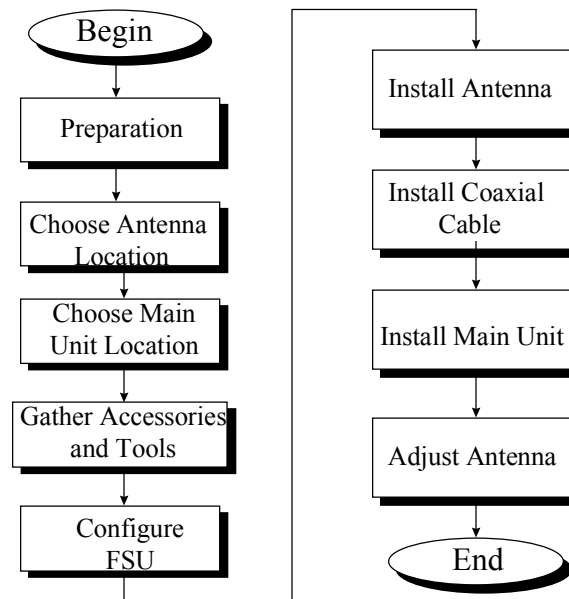 Begin
Preparation
Choose Antenna
Location
Choose Main
Unit Location
Gather Accessories
and Tools
Configure
FSU
Install Antenna
Install Coaxial
Cable
Install Main Unit
Adjust Antenna
End